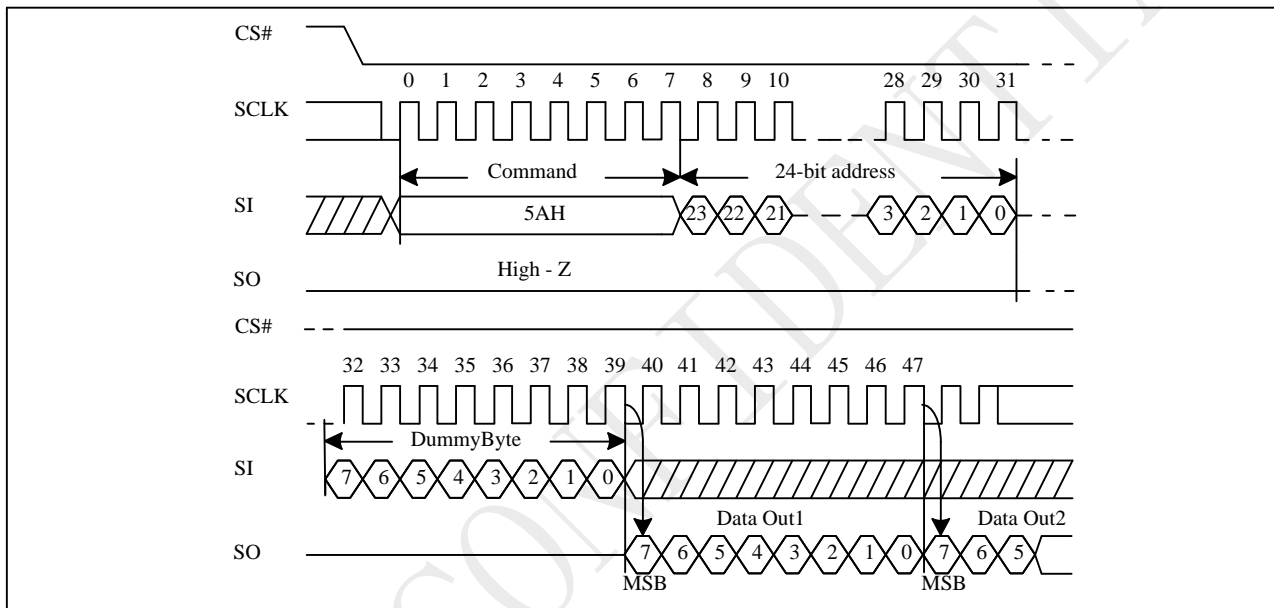 CS#
0 1 2 3 4 5 6 7 8 9 10 28 29 30 31
SCLK
Command 24-bit address
SI 5AH 23 22 21 3 2 1 0
High - Z
SO
CS#
32 33 34 35 36 37 38 39 40 41 42 43 44 45 46 47
SCLK
DummyByte
SI 7 6 5 4 3 2 1 0
Data Out1 Data Out2
SO 7 6 5 4 3 2 1 0 7 6 5
MSB MSB
CONFIDENTIA